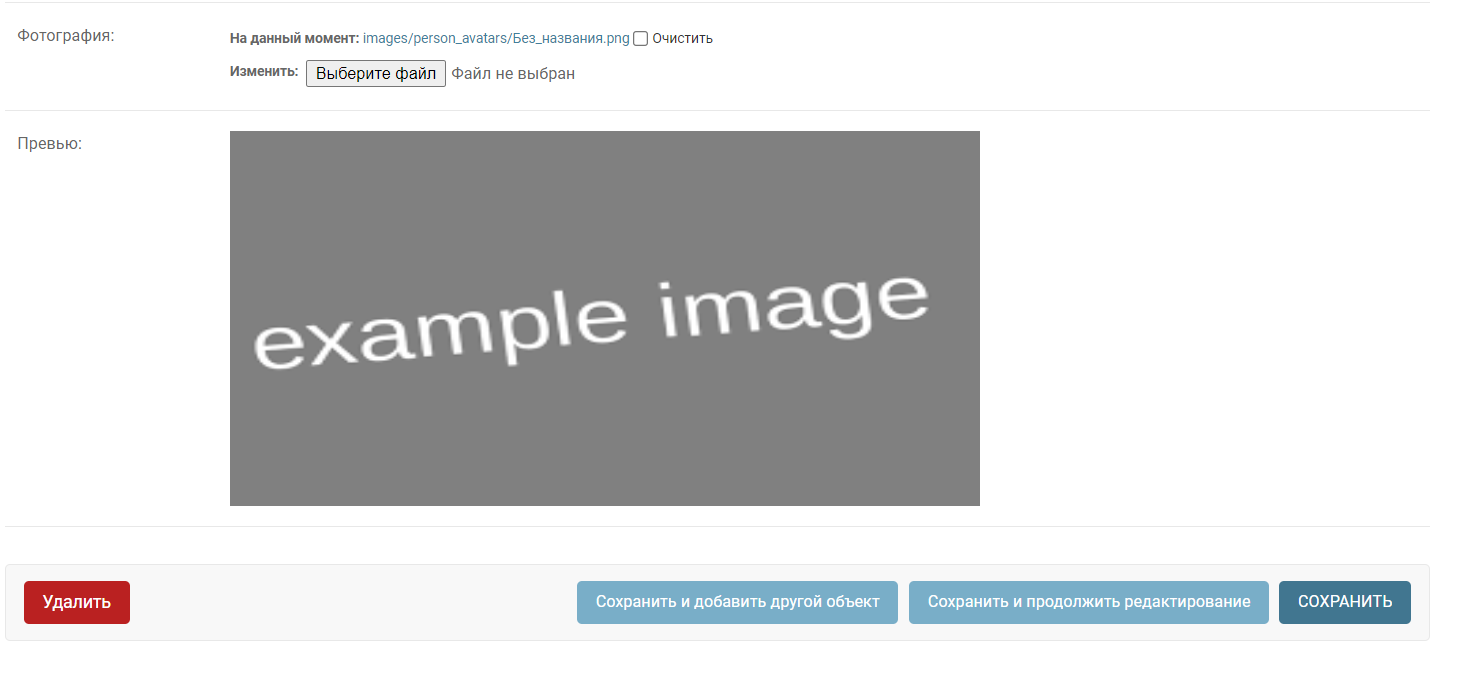 Фотография:
На данный момент: images/person_avatars/Без_названия.png Очистить
Изменить: Выберите файл Файл не выбран
Превью:
example image
Удалить
Сохранить и добавить другой объект
Сохранить и продолжить редактирование
СОХРАНИТЬ